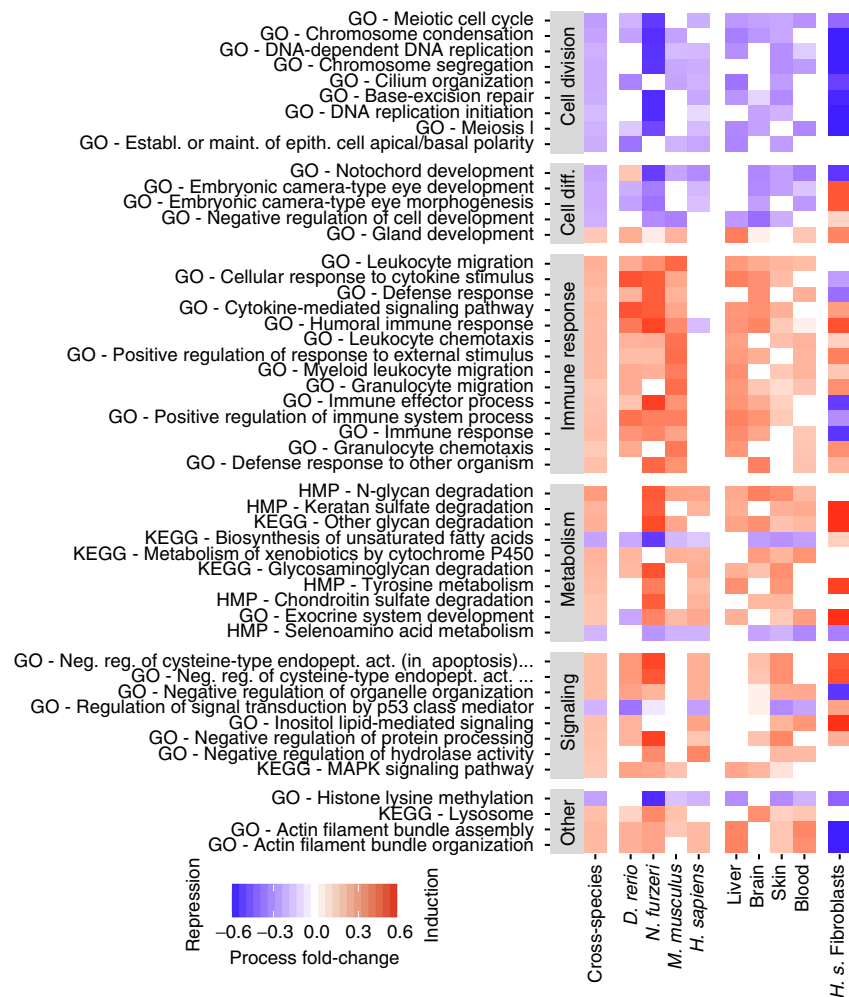 GO - Meiotic cell cycle
GO - Chromosome condensation
GO - DNA-dependent DNA replication
GO - Chromosome segregation
GO - Cilium organization
GO - Base-excision repair
GO - DNA replication initiation
GO - Meiosis I
GO - Establ. or maint. of epith. cell apical/basal polarity
Cell division
GO - Notochord development
GO - Embryonic camera-type eye development
GO - Embryonic camera-type eye morphogenesis
GO - Negative regulation of cell development
GO - Gland development
Cell diff.
GO - Leukocyte migration
GO - Cellular response to cytokine stimulus
GO - Defense response
GO - Cytokine-mediated signaling pathway
GO - Humoral immune response
GO - Leukocyte chemotaxis
GO - Positive regulation of response to external stimulus
GO - Myeloid leukocyte migration
GO - Granulocyte migration
GO - Immune effector process
GO - Positive regulation of immune system process
GO - Immune response
GO - Granulocyte chemotaxis
GO - Defense response to other organism
Immune response
HMP - N-glycan degradation
HMP - Keratan sulfate degradation
KEGG - Other glycan degradation
KEGG - Biosynthesis of unsaturated fatty acids
KEGG - Metabolism of xenobiotics by cytochrome P450
KEGG - Glycosaminoglycan degradation
HMP - Tyrosine metabolism
HMP - Chondroitin sulfate degradation
GO - Exocrine system development
HMP - Selenoamino acid metabolism
Metabolism
GO - Neg. reg. of cysteine-type endopept. act. (in apoptosis)...
GO - Neg. reg. of cysteine-type endopept. act. ...
GO - Negative regulation of organelle organization
GO - Regulation of signal transduction by p53 class mediator
GO - Inositol lipid-mediated signaling
GO - Negative regulation of protein processing
GO - Negative regulation of hydrolase activity
KEGG - MAPK signaling pathway
Signaling
GO - Histone lysine methylation
KEGG - Lysosome
GO - Actin filament bundle assembly
GO - Actin filament bundle organization
Other
Cross-species
D. rerio
N. furzeri
M. musculus
H. sapiens
Liver
Brain
Skin
Blood
H. s. Fibroblasts
Repression
Induction
−0.6 −0.3 0.0 0.3 0.6
Process fold-change